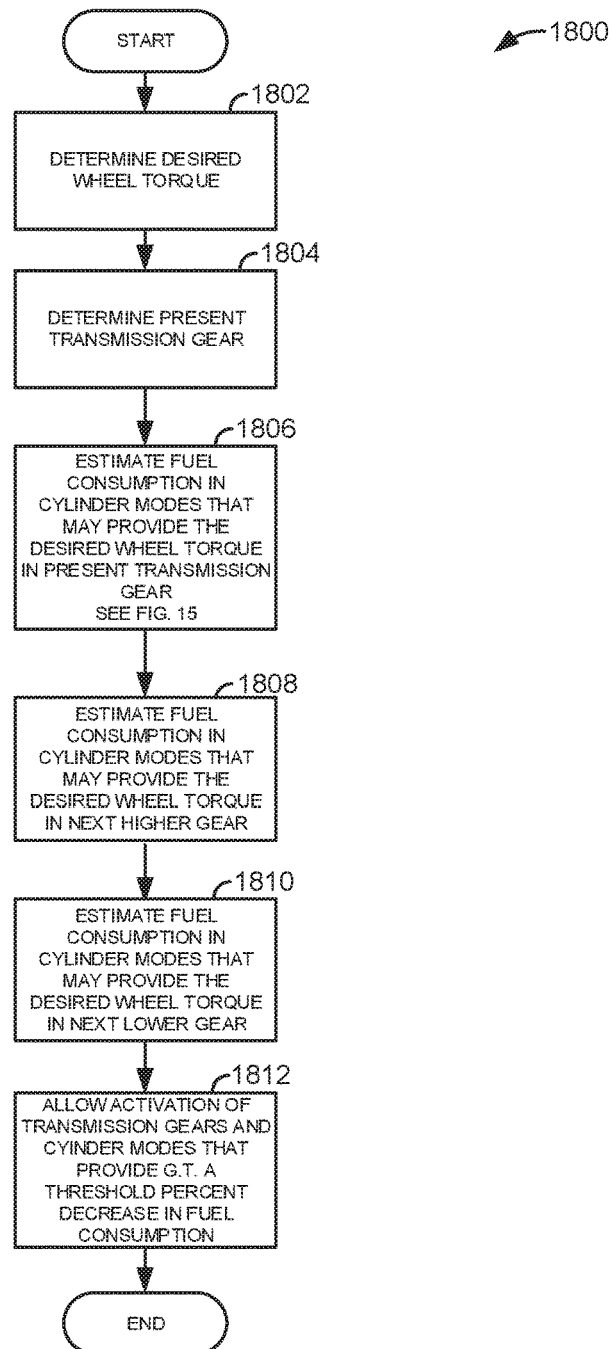 START
1800
1802
DETERMINE DESIRED
WHEEL TORQUE
1804
DETERMINE PRESENT
TRANSMISSION GEAR
1806
ESTIMATE FUEL
CONSUMPTION IN
CYLINDER MODES THAT
MAY PROVIDE THE
DESIRED WHEEL TORQUE
IN PRESENT TRANSMISSION
GEAR
SEE FIG. 15
1808
ESTIMATE FUEL
CONSUMPTION IN
CYLINDER MODES THAT
MAY PROVIDE THE
DESIRED WHEEL TORQUE
IN NEXT HIGHER GEAR
1810
ESTIMATE FUEL
CONSUMPTION IN
CYLINDER MODES THAT
MAY PROVIDE THE
DESIRED WHEEL TORQUE
IN NEXT LOWER GEAR
1812
ALLOW ACTIVATION OF
TRANSMISSION GEARS AND
CYINDER MODES THAT
PROVIDE G.T. A
THRESHOLD PERCENT
DECREASE IN FUEL
CONSUMPTION
END